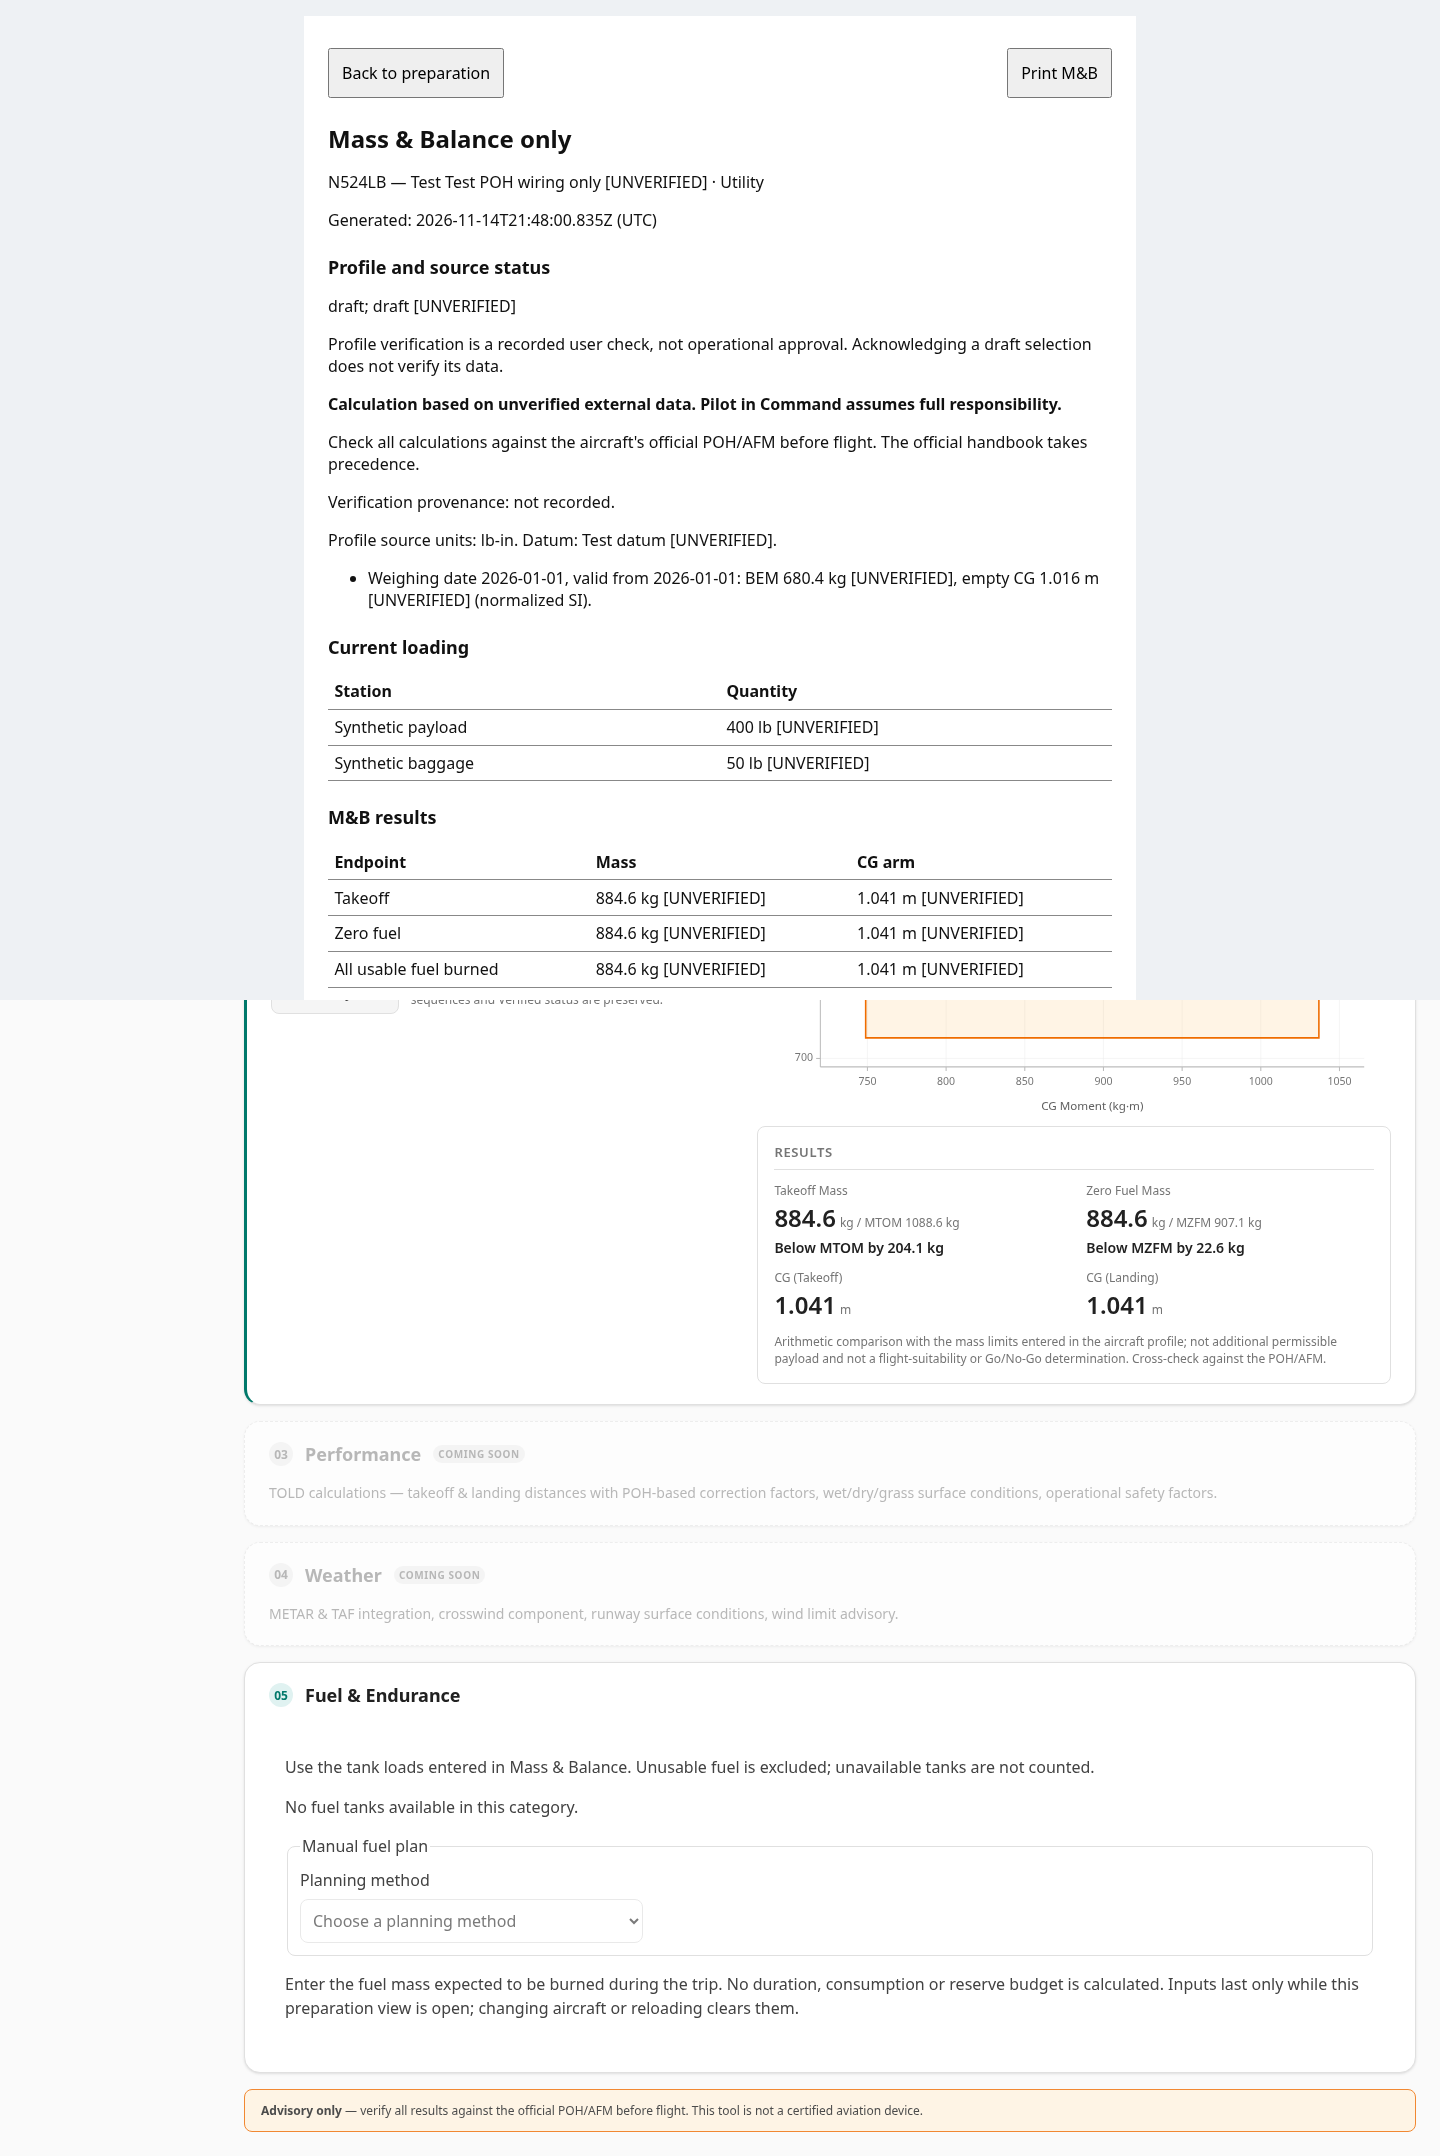 Back to preparation
Print M&B
Mass & Balance only
N524LB — Test Test POH wiring only [UNVERIFIED] · Utility
Generated: 2026-11-14T21:48:00.835Z (UTC)
Profile and source status
draft; draft [UNVERIFIED]
Profile verification is a recorded user check, not operational approval. Acknowledging a draft selection
does not verify its data.
Calculation based on unverified external data. Pilot in Command assumes full responsibility.
Check all calculations against the aircraft's official POH/AFM before flight. The official handbook takes
precedence.
Verification provenance: not recorded.
Profile source units: lb-in. Datum: Test datum [UNVERIFIED].
• Weighing date 2026-01-01, valid from 2026-01-01: BEM 680.4 kg [UNVERIFIED], empty CG 1.016 m
[UNVERIFIED] (normalized SI).
Current loading
Station Quantity
Synthetic payload 400 lb [UNVERIFIED]
Synthetic baggage 50 lb [UNVERIFIED]
M&B results
Endpoint Mass CG arm
Takeoff 884.6 kg [UNVERIFIED] 1.041 m [UNVERIFIED]
Zero fuel 884.6 kg [UNVERIFIED] 1.041 m [UNVERIFIED]
All usable fuel burned 884.6 kg [UNVERIFIED] 1.041 m [UNVERIFIED]
sequences and verified status are preserved.
700
750 800 850 900 950 1000 1050
CG Moment (kg·m)
RESULTS
Takeoff Mass
884.6 kg / MTOM 1088.6 kg
Below MTOM by 204.1 kg
Zero Fuel Mass
884.6 kg / MZFM 907.1 kg
Below MZFM by 22.6 kg
CG (Takeoff)
1.041 m
CG (Landing)
1.041 m
Arithmetic comparison with the mass limits entered in the aircraft profile; not additional permissible
payload and not a flight-suitability or Go/No-Go determination. Cross-check against the POH/AFM.
03 Performance COMING SOON
TOLD calculations — takeoff & landing distances with POH-based correction factors, wet/dry/grass surface conditions, operational safety factors.
04 Weather COMING SOON
METAR & TAF integration, crosswind component, runway surface conditions, wind limit advisory.
05 Fuel & Endurance
Use the tank loads entered in Mass & Balance. Unusable fuel is excluded; unavailable tanks are not counted.
No fuel tanks available in this category.
Manual fuel plan
Planning method
Choose a planning method
Enter the fuel mass expected to be burned during the trip. No duration, consumption or reserve budget is calculated. Inputs last only while this
preparation view is open; changing aircraft or reloading clears them.
Advisory only — verify all results against the official POH/AFM before flight. This tool is not a certified aviation device.